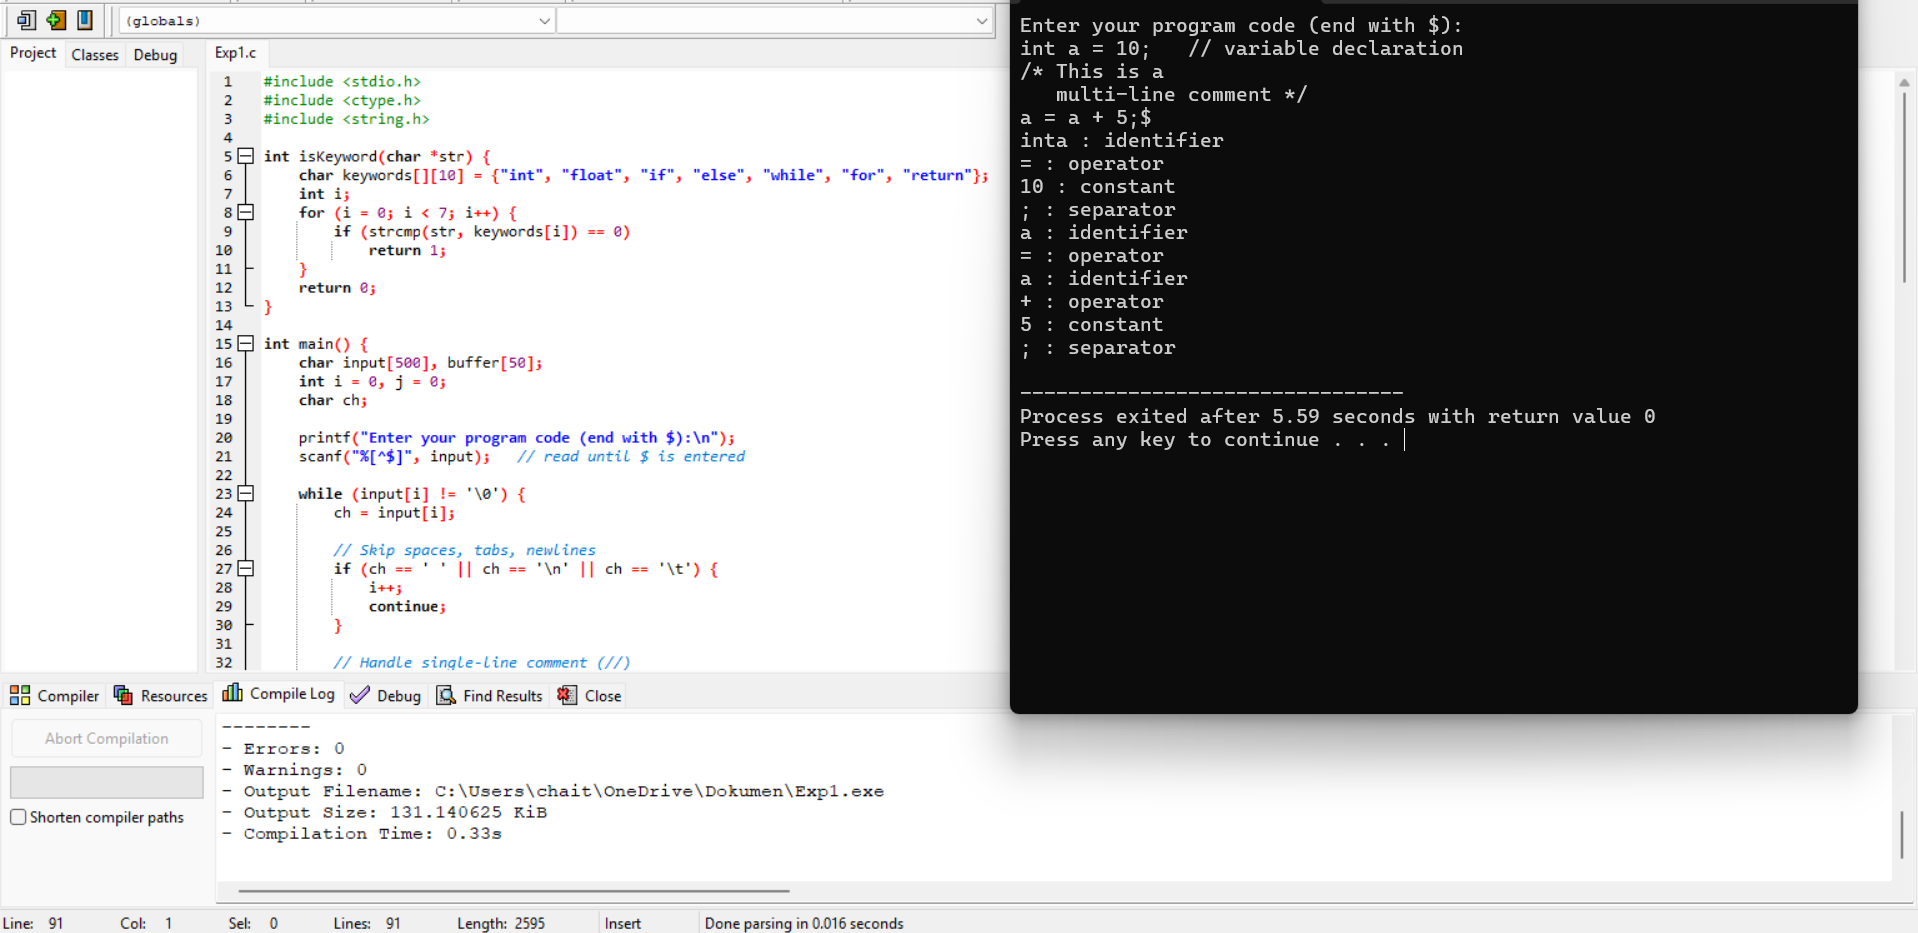 (globals)
Project Classes Debug
Exp1.c
1 #include <stdio.h>
2 #include <ctype.h>
3 #include <string.h>
4
5 int isKeyword(char *str) {
6 char keywords[][10] = {"int", "float", "if", "else", "while", "for", "return"};
7 int i;
8 for (i = 0; i < 7; i++) {
9 if (strcmp(str, keywords[i]) == 0)
10 return 1;
11 }
12 return 0;
13 }
14
15 int main() {
16 char input[500], buffer[50];
17 int i = 0, j = 0;
18 char ch;
19
20 printf("Enter your program code (end with $):\n");
21 scanf("%[^$]", input);   // read until $ is entered
22
23 while (input[i] != '\0') {
24 ch = input[i];
25
26 // Skip spaces, tabs, newlines
27 if (ch == ' ' || ch == '\n' || ch == '\t') {
28 i++;
29 continue;
30 }
31
32 // Handle single-line comment (//)
Enter your program code (end with $):
int a = 10;   // variable declaration
/* This is a
   multi-line comment */
a = a + 5;$
inta : identifier
= : operator
10 : constant
; : separator
a : identifier
= : operator
a : identifier
+ : operator
5 : constant
; : separator
--------------------------------
Process exited after 5.59 seconds with return value 0
Press any key to continue . . .
Compiler Resources Compile Log Debug Find Results Close
Abort Compilation
Shorten compiler paths
--------
- Errors: 0
- Warnings: 0
- Output Filename: C:\Users\chait\OneDrive\Dokumen\Exp1.exe
- Output Size: 131.140625 KiB
- Compilation Time: 0.33s
Line: 91 Col: 1 Sel: 0 Lines: 91 Length: 2595 Insert Done parsing in 0.016 seconds